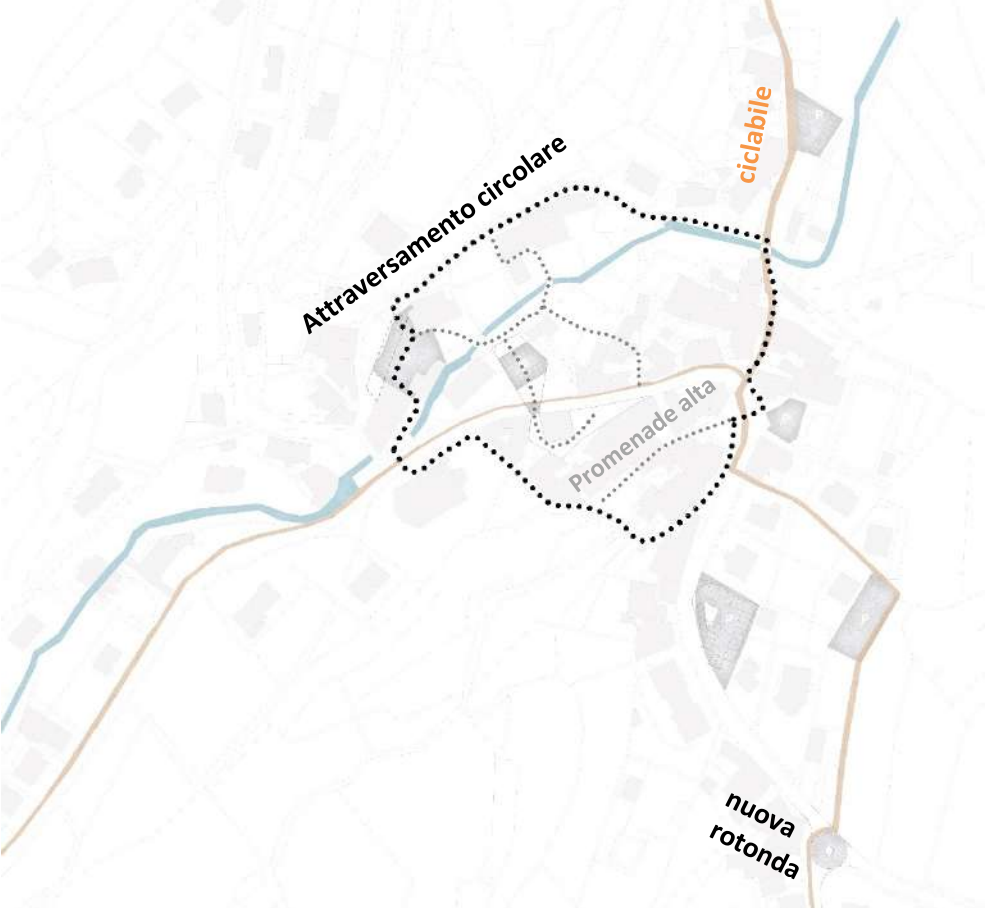 ciclabile
Attraversamento circolare
Promenade alta
P
P
P
nuova
rotonda